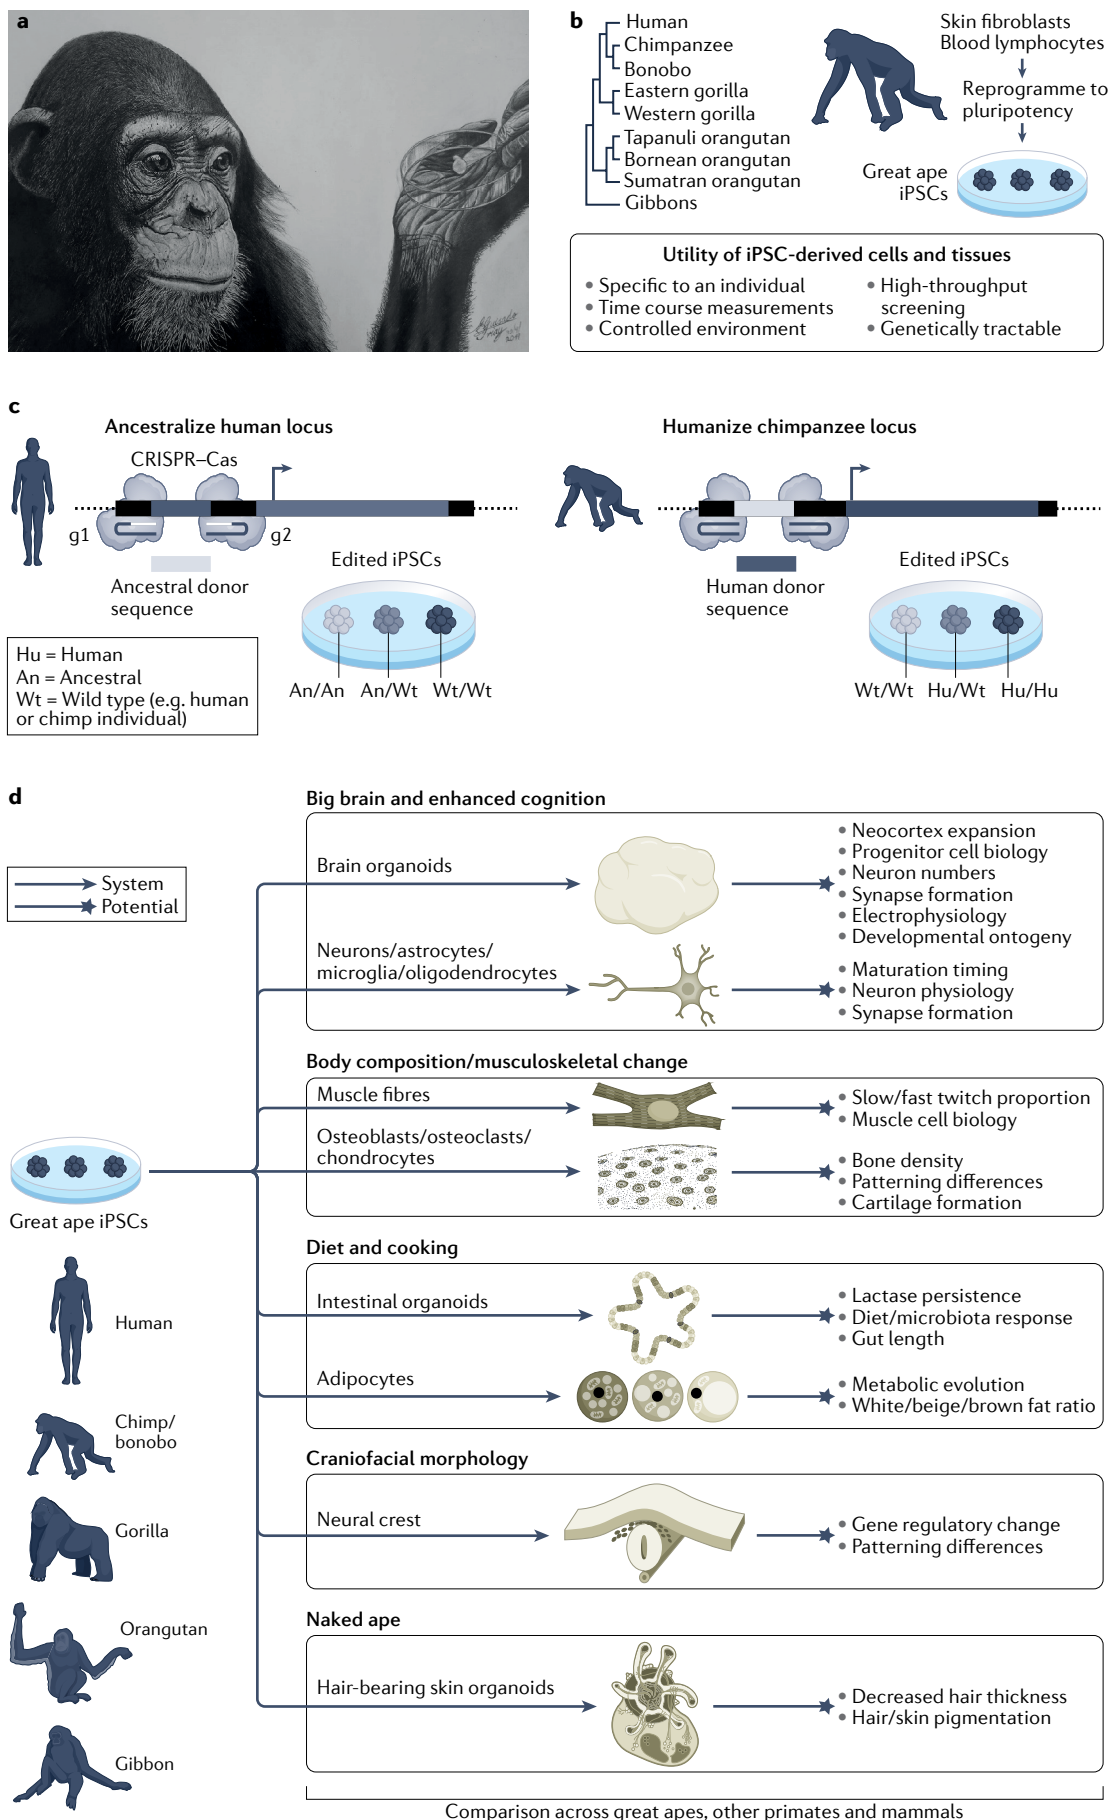 a
b
Human
Chimpanzee
Bonobo
Eastern gorilla
Western gorilla
Tapanuli orangutan
Bornean orangutan
Sumatran orangutan
Gibbons
Skin fibroblasts
Blood lymphocytes
Reprogramme to
pluripotency
Great ape
iPSCs
Utility of iPSC-derived cells and tissues
• Specific to an individual
• Time course measurements
• Controlled environment
• High-throughput
screening
• Genetically tractable
c
Ancestralize human locus
CRISPR–Cas
g1
g2
Ancestral donor
sequence
Edited iPSCs
An/An
An/Wt
Wt/Wt
Hu = Human
An = Ancestral
Wt = Wild type (e.g. human
or chimp individual)
Humanize chimpanzee locus
Human donor
sequence
Edited iPSCs
Wt/Wt
Hu/Wt
Hu/Hu
d
System
Potential
Great ape iPSCs
Human
Chimp/
bonobo
Gorilla
Orangutan
Gibbon
Big brain and enhanced cognition
Brain organoids
• Neocortex expansion
• Progenitor cell biology
• Neuron numbers
• Synapse formation
• Electrophysiology
• Developmental ontogeny
Neurons/astrocytes/
microglia/oligodendrocytes
• Maturation timing
• Neuron physiology
• Synapse formation
Body composition/musculoskeletal change
Muscle fibres
• Slow/fast twitch proportion
• Muscle cell biology
Osteoblasts/osteoclasts/
chondrocytes
• Bone density
• Patterning differences
• Cartilage formation
Diet and cooking
Intestinal organoids
• Lactase persistence
• Diet/microbiota response
• Gut length
Adipocytes
• Metabolic evolution
• White/beige/brown fat ratio
Craniofacial morphology
Neural crest
• Gene regulatory change
• Patterning differences
Naked ape
Hair-bearing skin organoids
• Decreased hair thickness
• Hair/skin pigmentation
Comparison across great apes, other primates and mammals